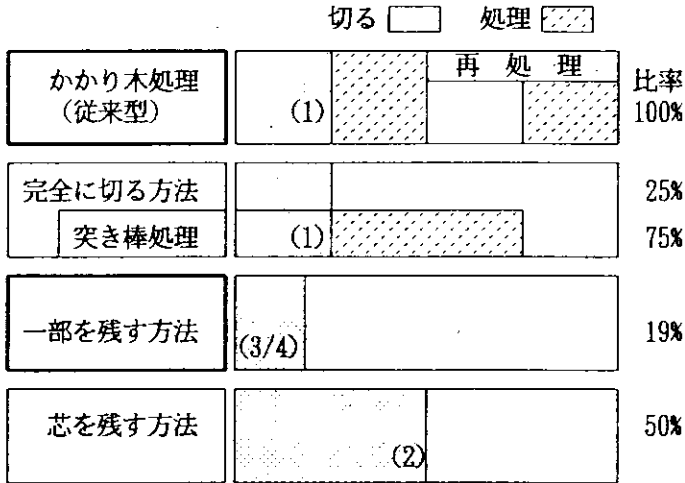 切る 処理
かかり木処理
(従来型)
(1)
再処理
比率
100%
完全に切る方法
25%
突き棒処理
(1)
75%
一部を残す方法
(3/4)
19%
芯を残す方法
(2)
50%